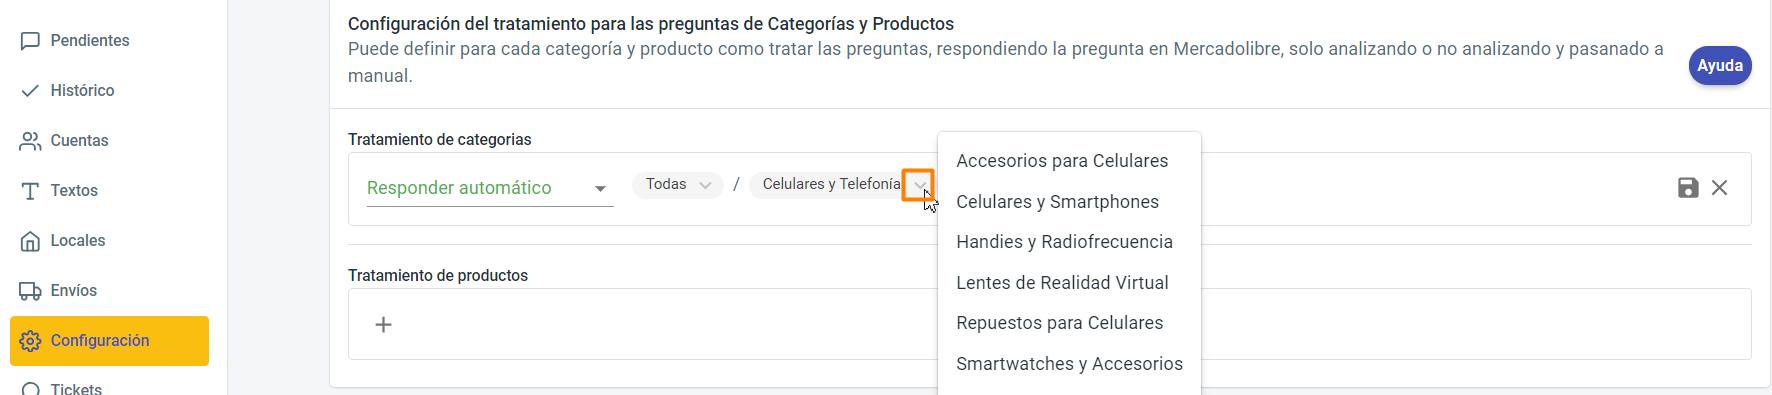 Pendientes
Histórico
Cuentas
Textos
Locales
Envíos
Configuración
Tickets
Configuración del tratamiento para las preguntas de Categorías y Productos
Puede definir para cada categoría y producto como tratar las preguntas, respondiendo la pregunta en Mercadolibre, solo analizando o no analizando y pasanado a
manual.
Ayuda
Tratamiento de categorias
Responder automático
Todas / Celulares y Telefonía
Accesorios para Celulares
Celulares y Smartphones
Handies y Radiofrecuencia
Lentes de Realidad Virtual
Repuestos para Celulares
Smartwatches y Accesorios
Tratamiento de productos